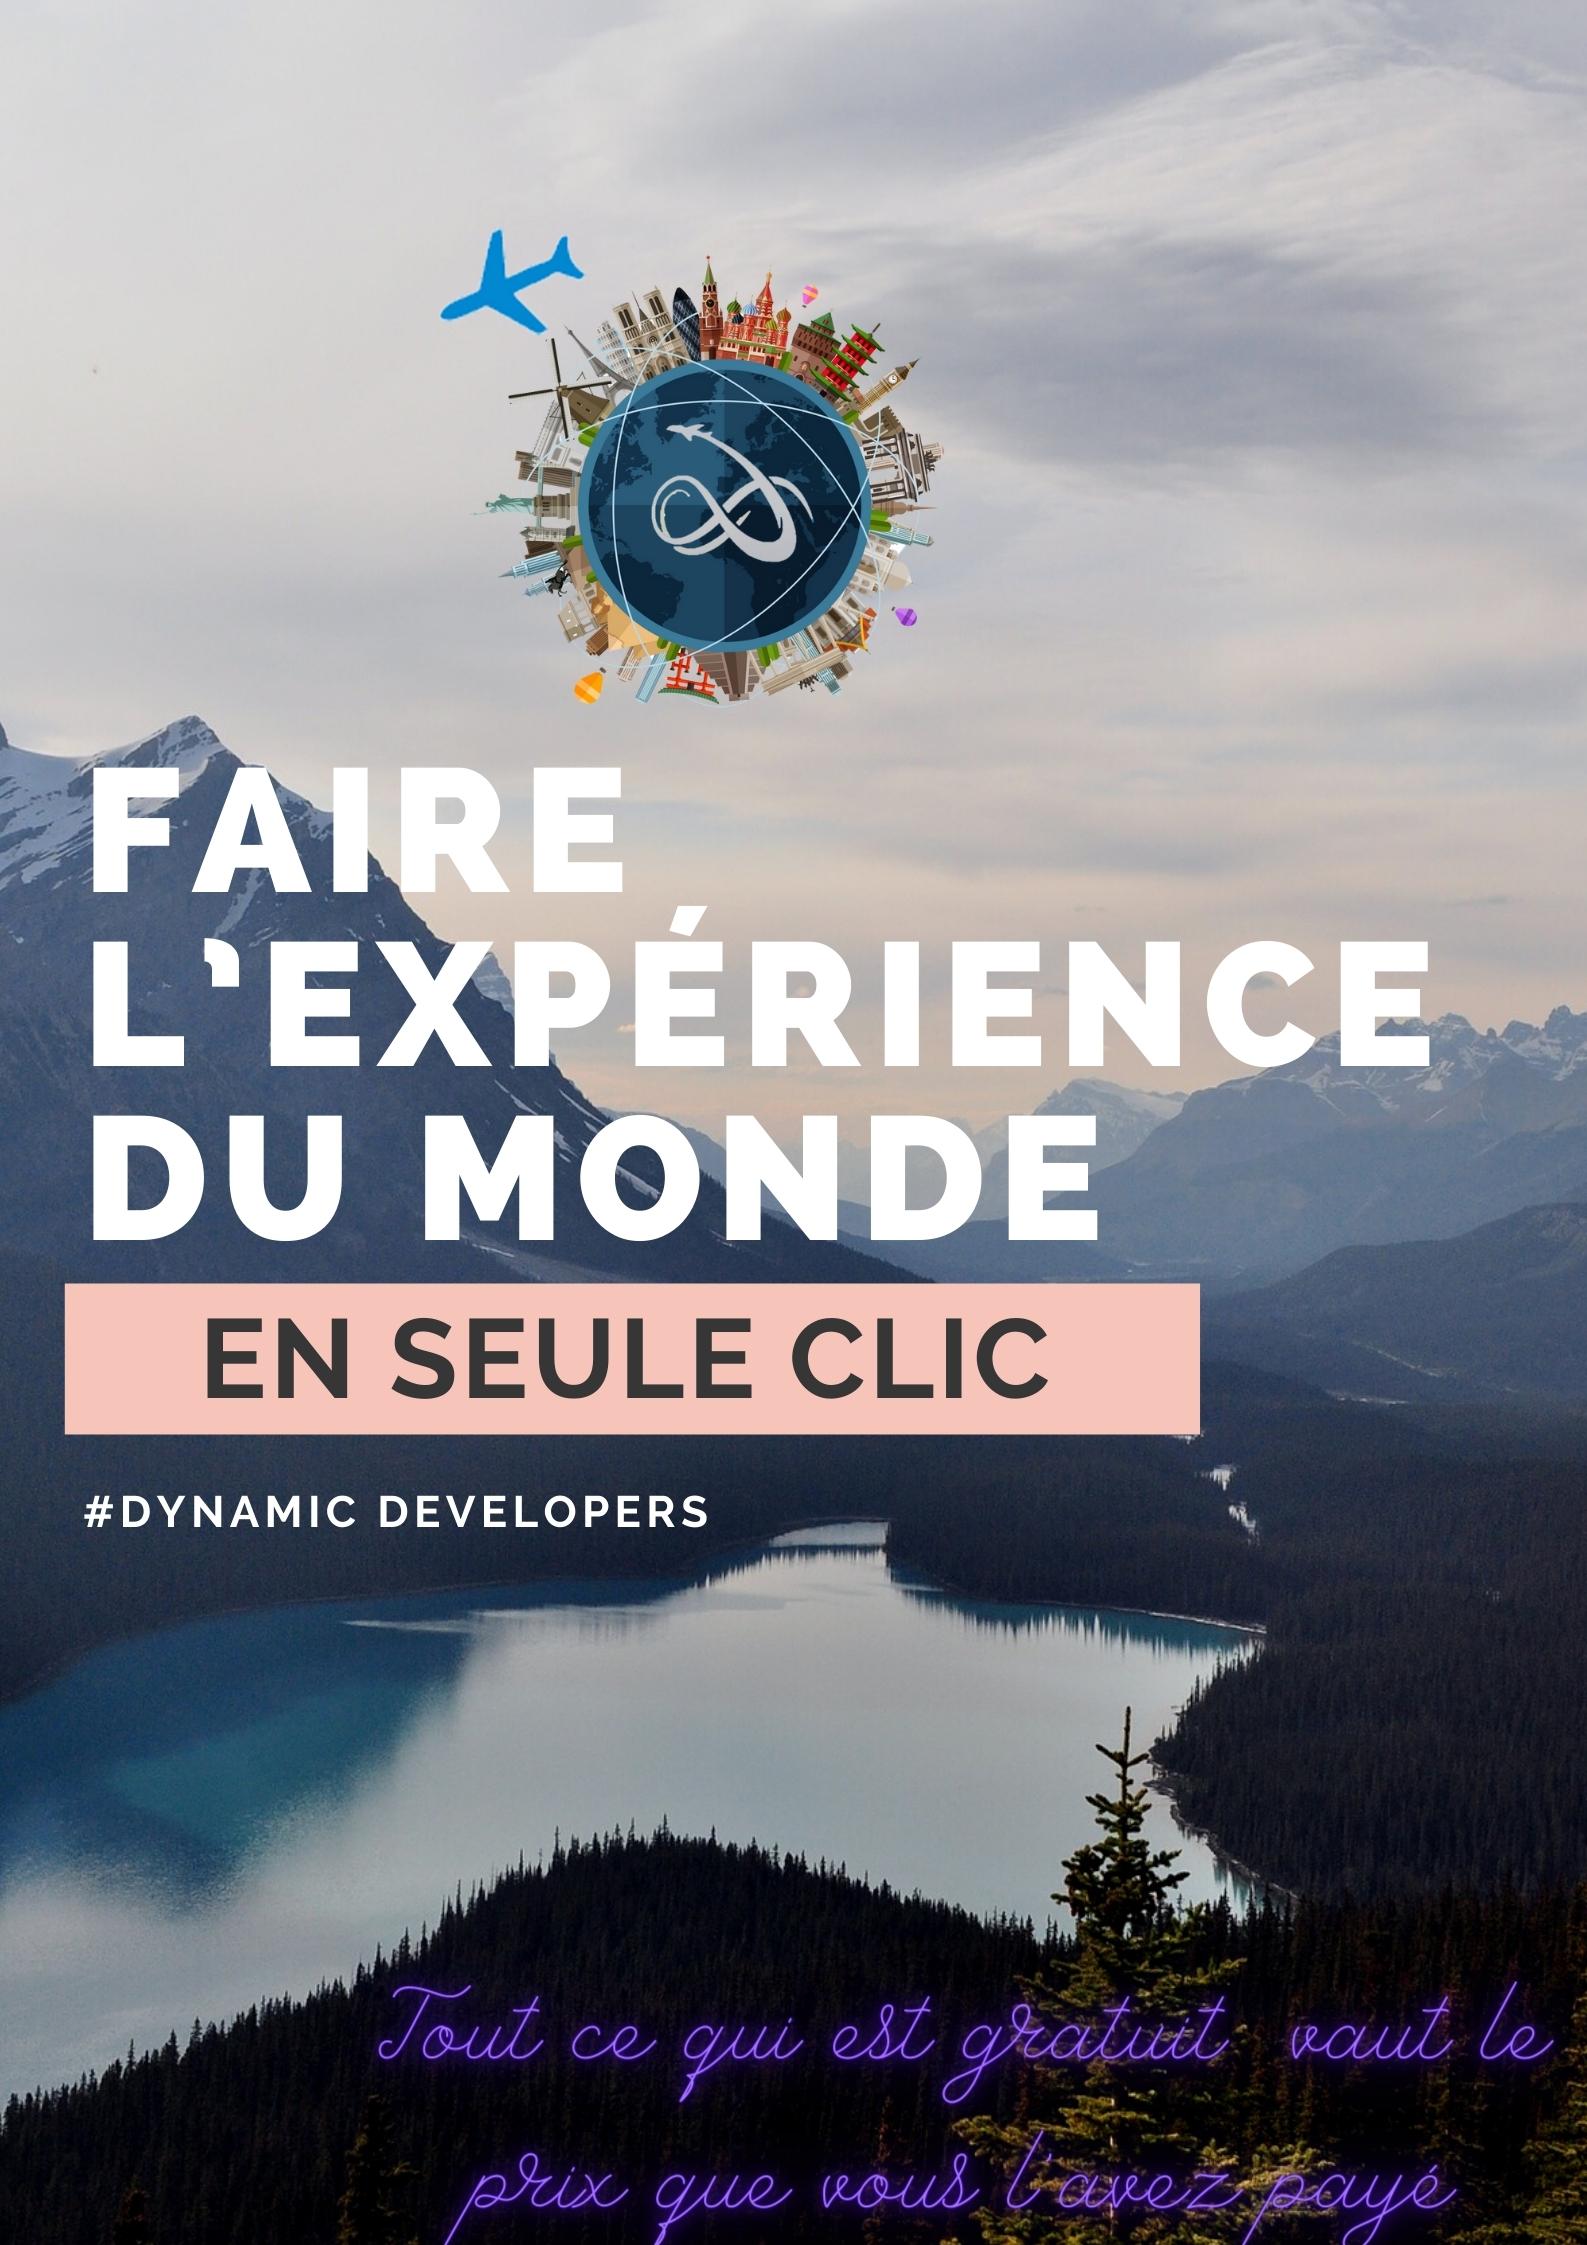 FAIRE
L‛EXPÉRIENCE
DU MONDE
EN SEULE CLIC
#DYNAMIC DEVELOPERS
Tout ce qui est gratuit vaut le
prix que vous l'avez payé